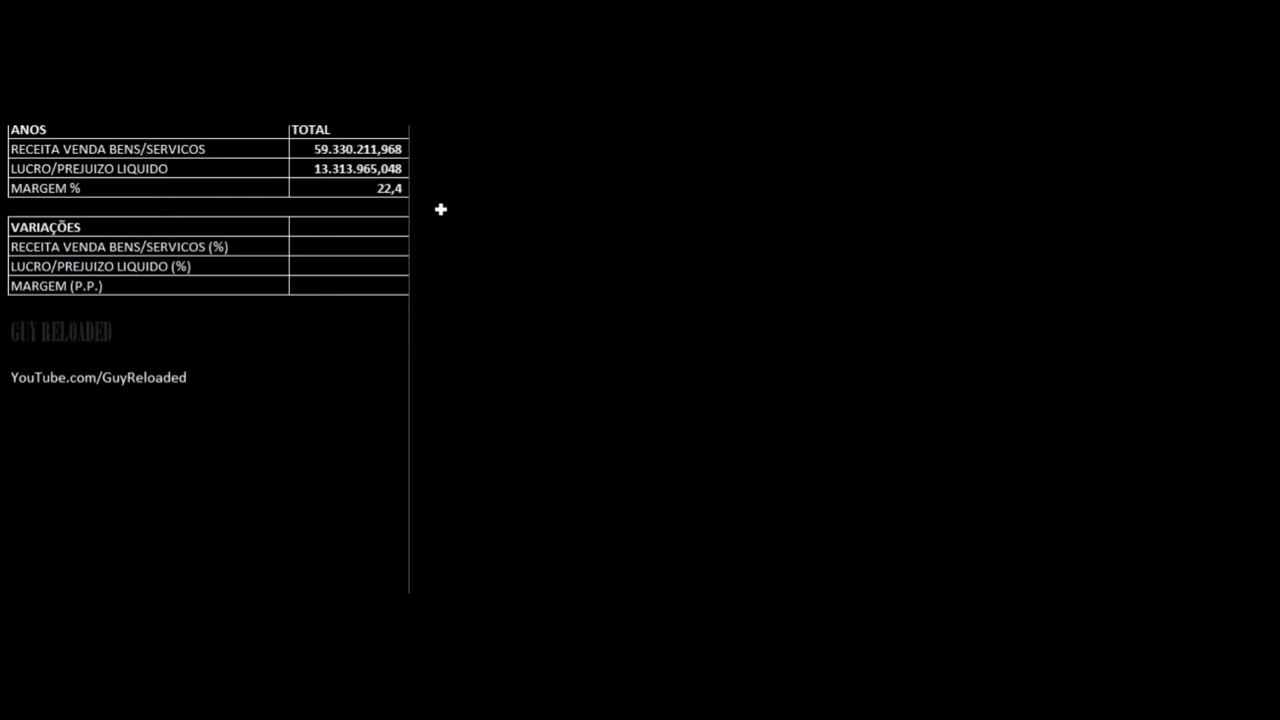 ANOS TOTAL
RECEITA VENDA BENS/SERVICOS 59.330.211,968
LUCRO/PREJUIZO LIQUIDO 13.313.965,048
MARGEM % 22,4
VARIAÇÕES
RECEITA VENDA BENS/SERVICOS (%)
LUCRO/PREJUIZO LIQUIDO (%)
MARGEM (P.P.)
GUY RELOADED
YouTube.com/GuyReloaded